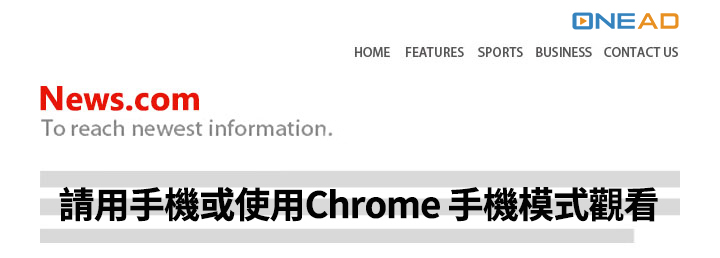 ONEAD
HOME FEATURES SPORTS BUSINESS CONTACT US
News.com
To reach newest information.
請用手機或使用Chrome 手機模式觀看